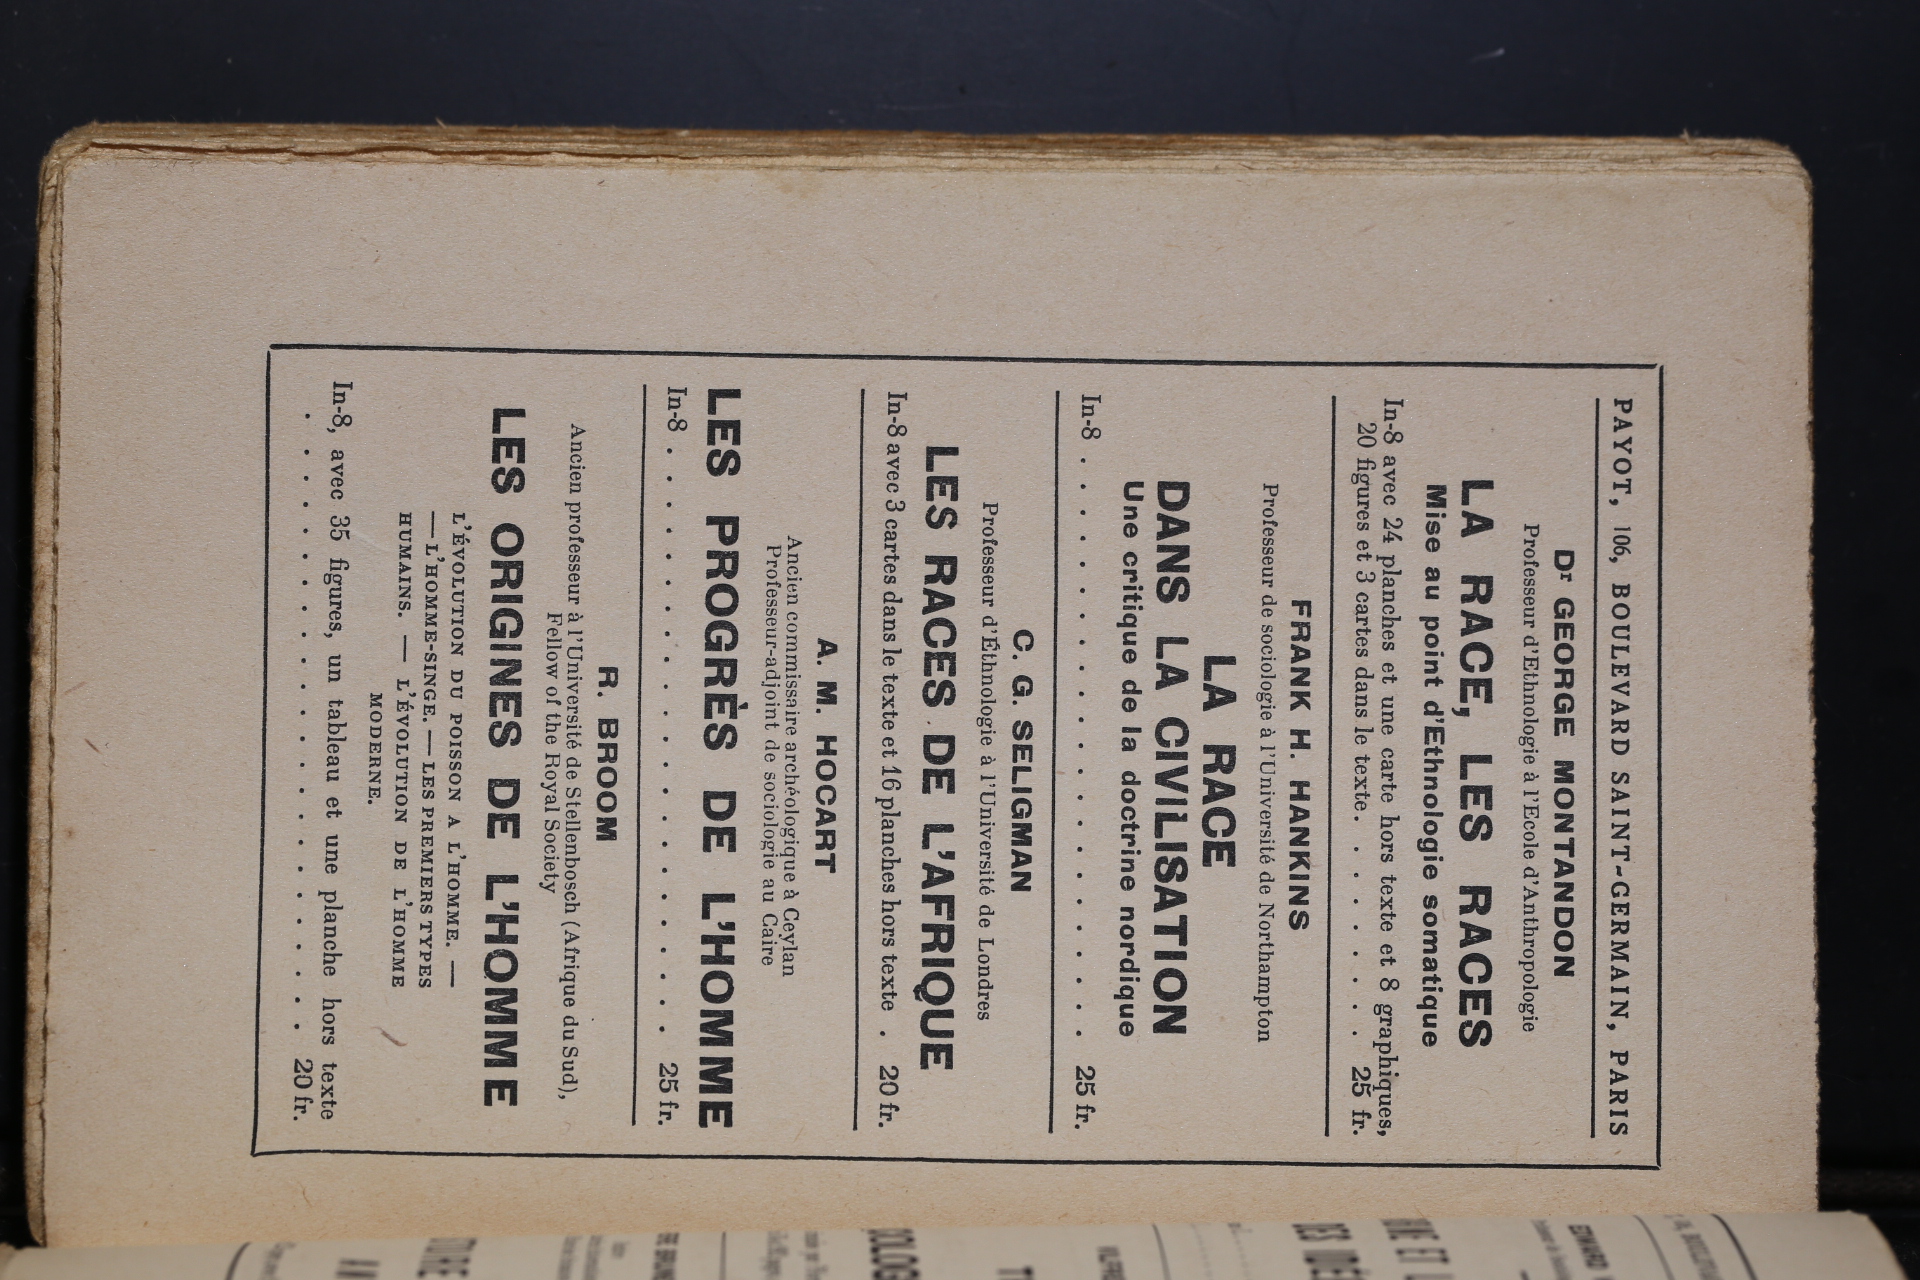 PAYOT, 106, BOULEVARD SAINT-GERMAIN, PARIS
Dr GEORGE MONTANDON
Professeur d'Ethnologie à l'Ecole d'Anthropologie
LA RACE, LES RACES
Mise au point d'Ethnologie somatique
In-8 avec 24 planches et une carte hors texte et 8 graphiques,
20 figures et 3 cartes dans le texte. . . . . . . . . 25 fr.
FRANK H. HANKINS
Professeur de sociologie à l'Université de Northampton
LA RACE
DANS LA CIVILISATION
Une critique de la doctrine nordique
In-8 . . . . . . . . . . . . . . . . . . . . . . . 25 fr.
C. G. SELIGMAN
Professeur d'Éthnologie à l'Université de Londres
LES RACES DE L'AFRIQUE
In-8 avec 3 cartes dans le texte et 16 planches hors texte . 20 fr.
A. M. HOCART
Ancien commissaire archéologique à Ceylan
Professeur-adjoint de sociologie au Caire
LES PROGRÈS DE L'HOMME
In-8 . . . . . . . . . . . . . . . . . . . . . . . 25 fr.
R. BROOM
Ancien professeur à l'Université de Stellenbosch (Afrique du Sud),
Fellow of the Royal Society
LES ORIGINES DE L'HOMME
L'ÉVOLUTION DU POISSON A L'HOMME. —
— L'HOMME-SINGE. — LES PREMIERS TYPES
HUMAINS. — L'ÉVOLUTION DE L'HOMME
MODERNE.
In-8, avec 35 figures, un tableau et une planche hors texte
. . . . . . . . . . . . . . . . . . . . . . . 20 fr.
EDWARD
DES IDÉ